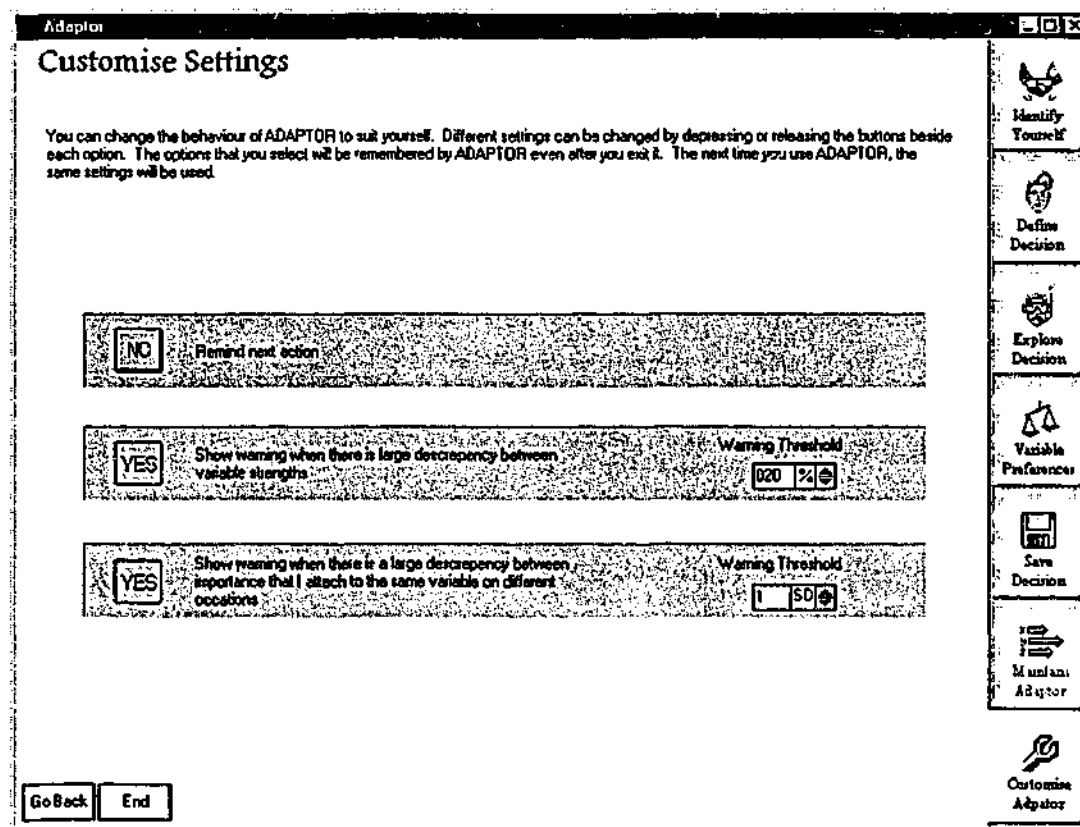 Adaptor
Customise Settings
You can change the behaviour of ADAPTOR to suit yourself. Different settings can be changed by depressing or releasing the buttons beside
each option. The options that you select will be remembered by ADAPTOR even after you exit it. The next time you use ADAPTOR, the
same settings will be used.
NO
Remind next action
YES
Show warning when there is large descrepency between
variable strengths
Warning Threshold
020 %
YES
Show warning when there is a large descrepency between
importance that I attach to the same variable on different
occations
Warning Threshold
1 SD
Go Back
End
Identify
Yourself
Define
Decision
Explore
Decision
Variable
Preferences
Save
Decision
Maintain
Adaptor
Customise
Adpator